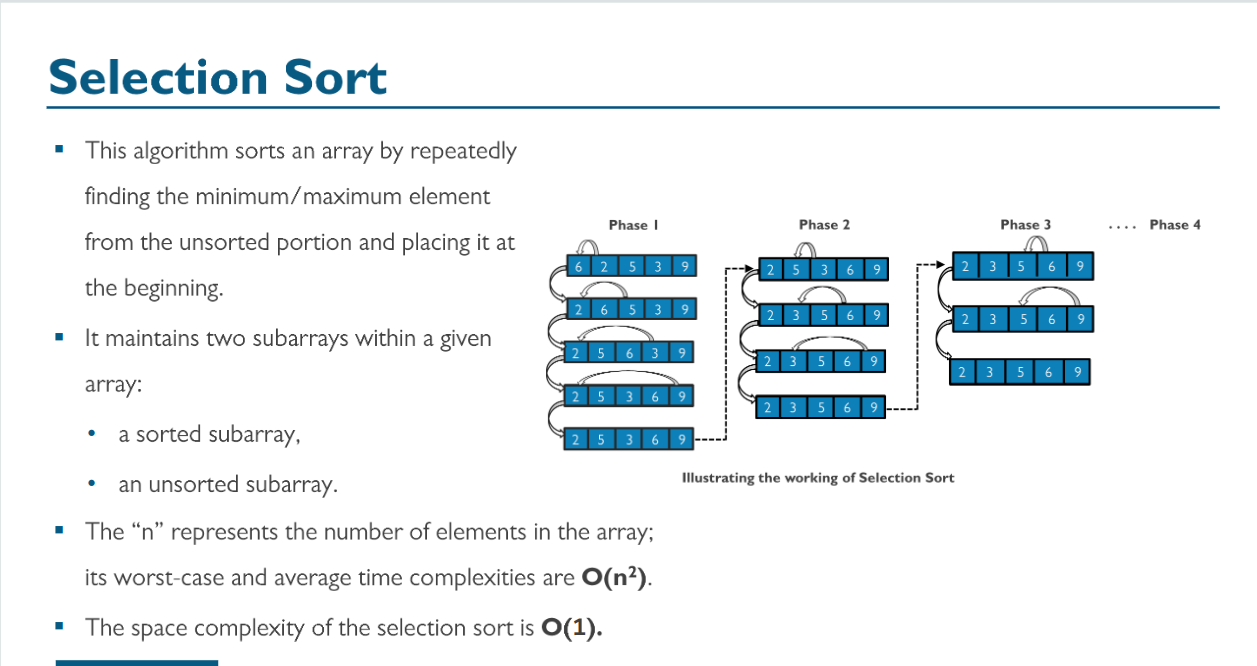 Selection Sort
▪ This algorithm sorts an array by repeatedly
finding the minimum/maximum element
from the unsorted portion and placing it at
the beginning.
▪ It maintains two subarrays within a given
array:
• a sorted subarray,
• an unsorted subarray.
▪ The “n” represents the number of elements in the array;
its worst-case and average time complexities are O(n²).
▪ The space complexity of the selection sort is O(1).
Phase 1
6 2 5 3 9
2 6 5 3 9
2 5 6 3 9
2 5 3 6 9
2 5 3 6 9
Phase 2
2 5 3 6 9
2 3 5 6 9
2 3 5 6 9
2 3 5 6 9
Phase 3
2 3 5 6 9
2 3 5 6 9
2 3 5 6 9
.... Phase 4
Illustrating the working of Selection Sort